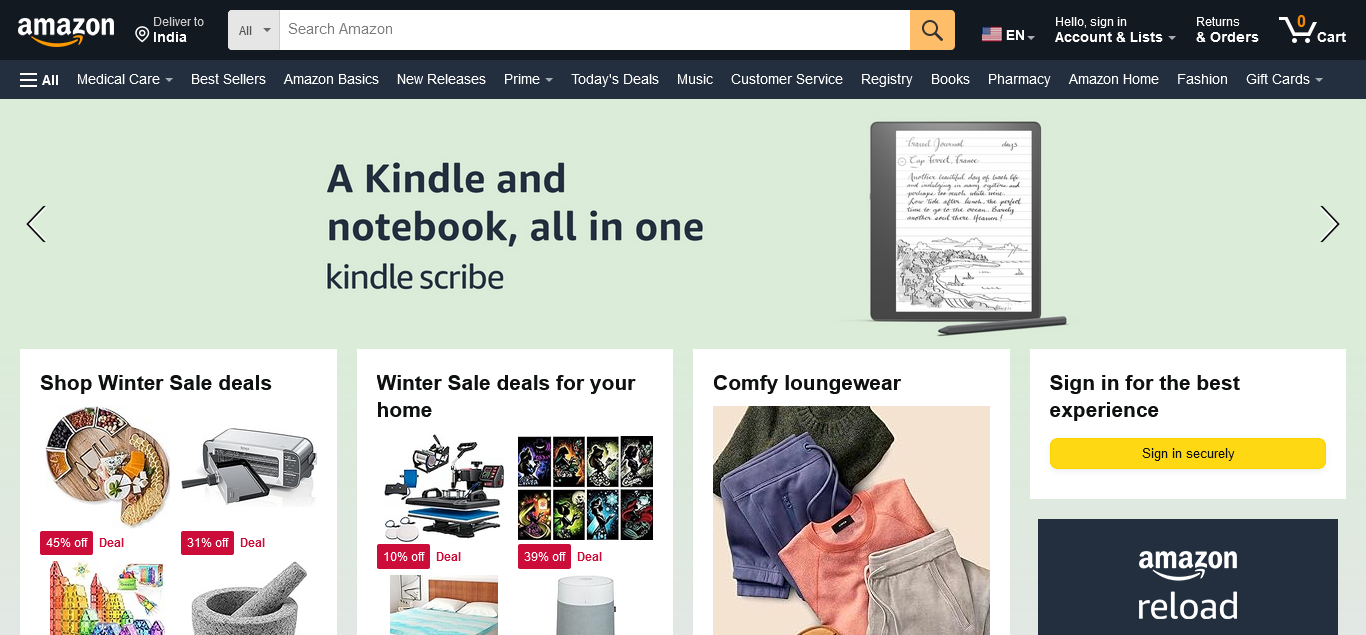 amazon
Deliver to
India
All
Search Amazon
EN
Hello, sign in
Account & Lists
Returns
& Orders
0
Cart
All
Medical Care
Best Sellers
Amazon Basics
New Releases
Prime
Today's Deals
Music
Customer Service
Registry
Books
Pharmacy
Amazon Home
Fashion
Gift Cards
A Kindle and
notebook, all in one
kindle scribe
Travel Journal days
Cap Ferret, France
Another beautiful day of beach life
and indulging in many oysters and
perhaps too much white wine.
Low tide after lunch, the perfect
time to go to the ocean. Barely
another soul there. Heaven!
Shop Winter Sale deals
45% off Deal
31% off Deal
Winter Sale deals for your
home
10% off Deal
39% off Deal
Comfy loungewear
Sign in for the best
experience
Sign in securely
amazon
reload